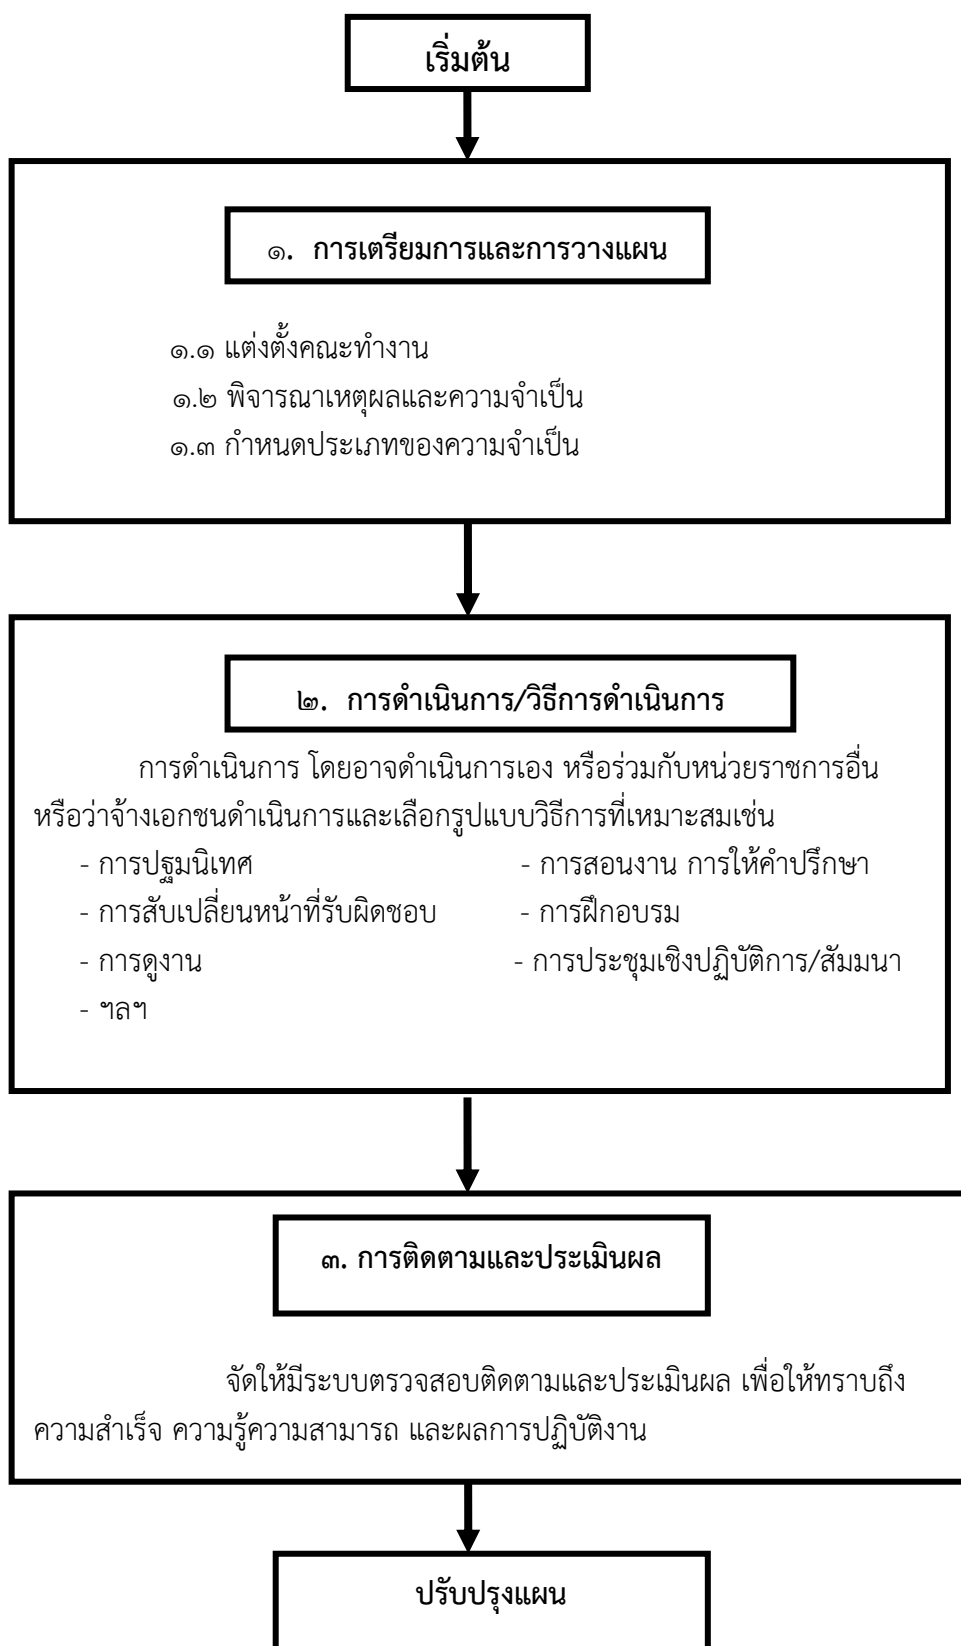 เริ่มต้น
๑. การเตรียมการและการวางแผน
๑.๑ แต่งตั้งคณะทำงาน
๑.๒ พิจารณาเหตุผลและความจำเป็น
๑.๓ กำหนดประเภทของความจำเป็น
๒. การดำเนินการ/วิธีการดำเนินการ
การดำเนินการ โดยอาจดำเนินการเอง หรือร่วมกับหน่วยราชการอื่น
หรือว่าจ้างเอกชนดำเนินการและเลือกรูปแบบวิธีการที่เหมาะสมเช่น
- การปฐมนิเทศ - การสอนงาน การให้คำปรึกษา
- การสับเปลี่ยนหน้าที่รับผิดชอบ - การฝึกอบรม
- การดูงาน - การประชุมเชิงปฏิบัติการ/สัมมนา
- ฯลฯ
๓. การติดตามและประเมินผล
จัดให้มีระบบตรวจสอบติดตามและประเมินผล เพื่อให้ทราบถึง
ความสำเร็จ ความรู้ความสามารถ และผลการปฏิบัติงาน
ปรับปรุงแผน